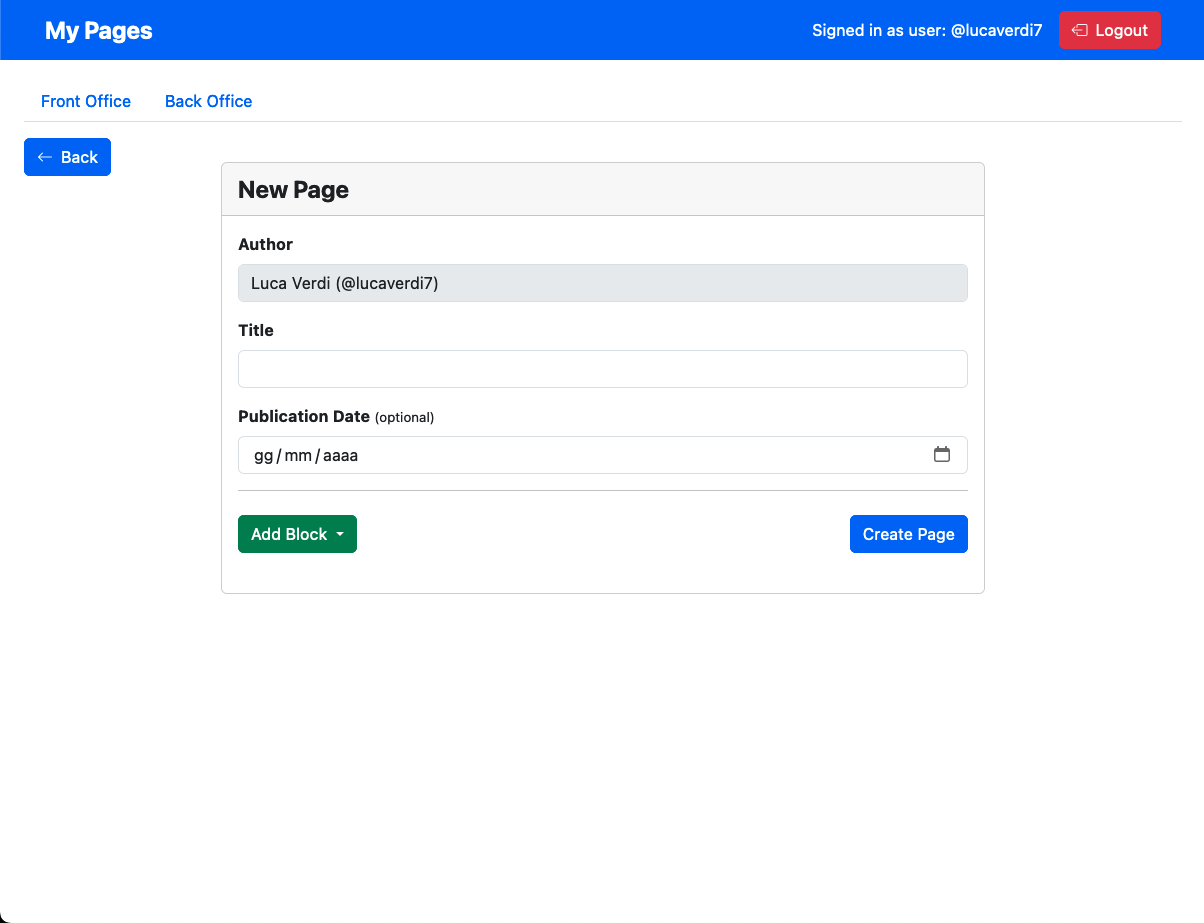 My Pages
Signed in as user: @lucaverdi7 Logout
Front Office Back Office
Back
New Page
Author
Luca Verdi (@lucaverdi7)
Title
Publication Date (optional)
gg/mm/aaaa
Add Block Create Page